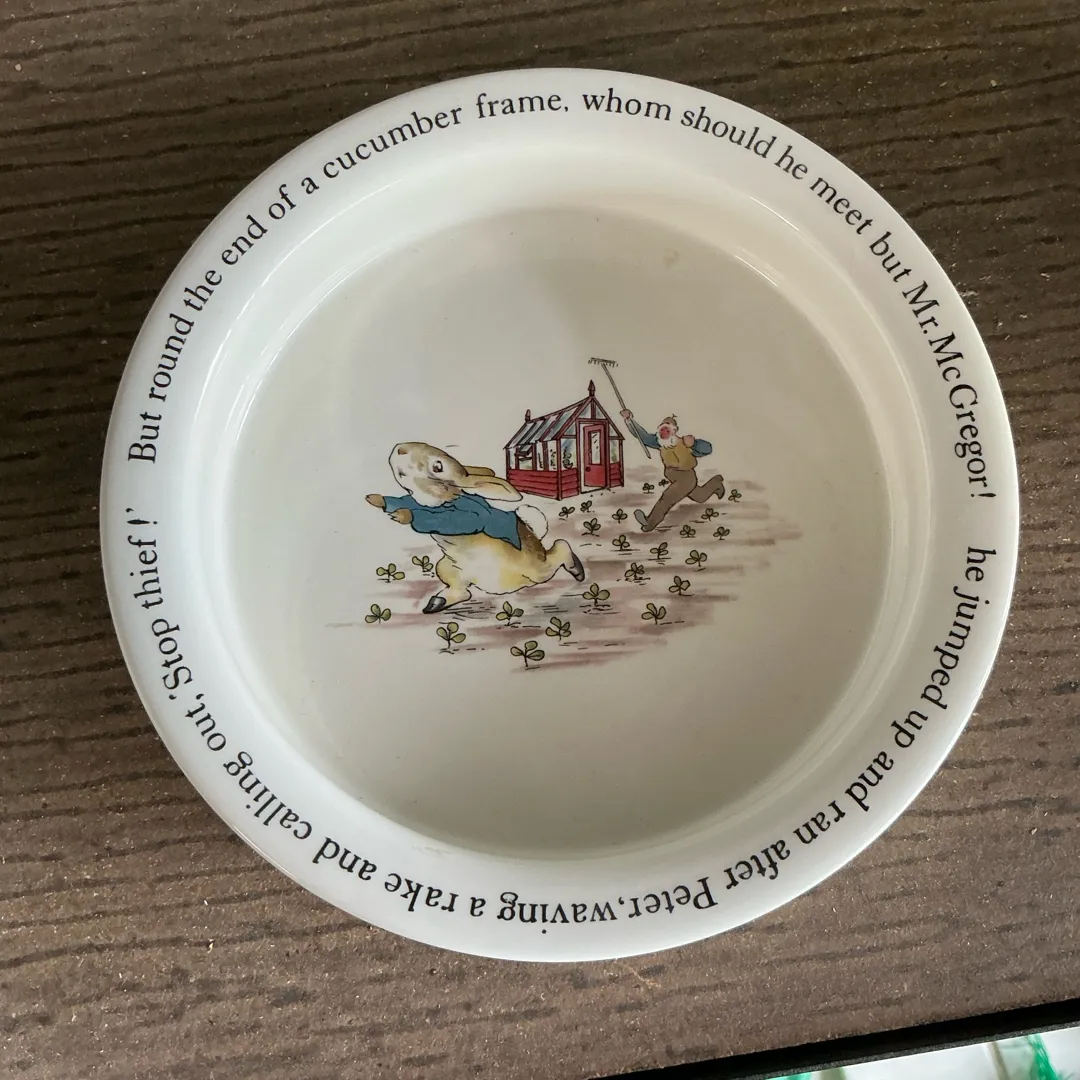 But round the end of a cucumber frame, whom should he meet but Mr. McGregor!
he jumped up and ran after Peter, waving a rake and calling out, 'Stop thief!'